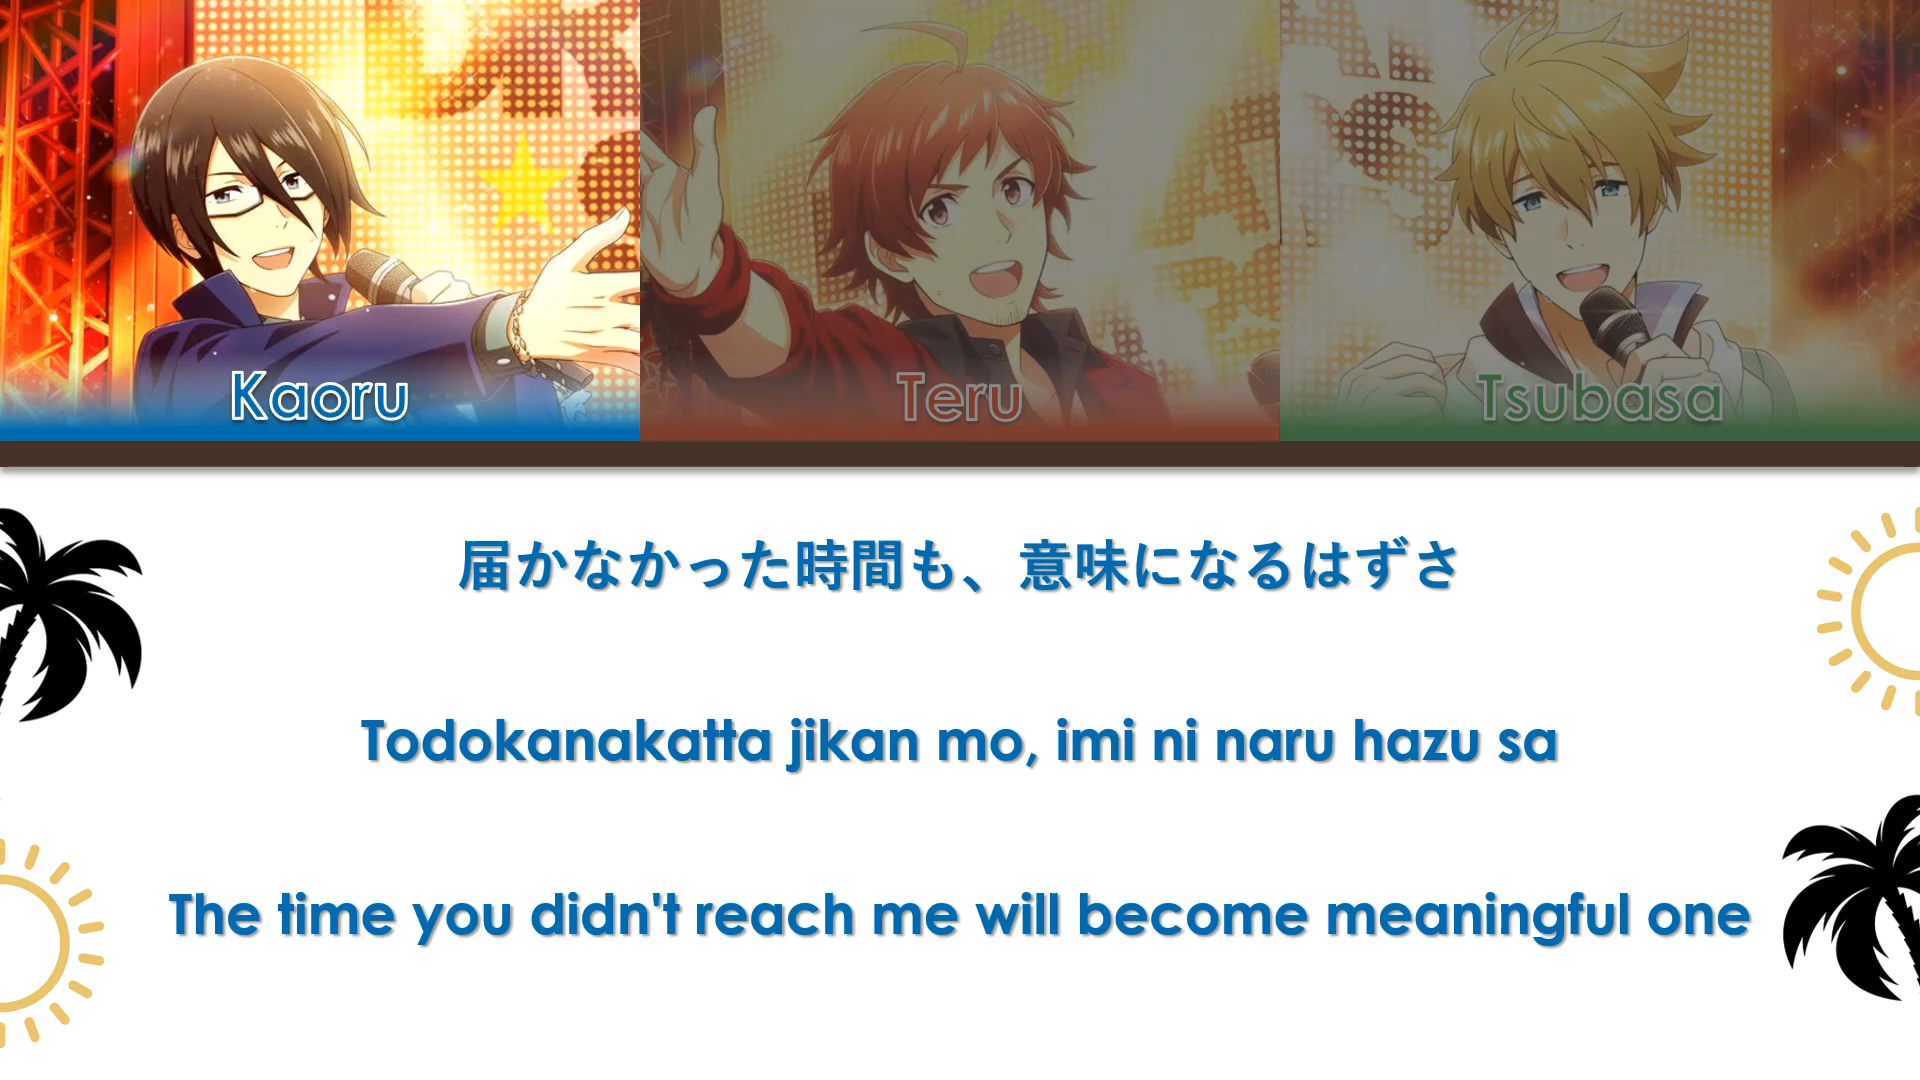 Kaoru
Teru
Tsubasa
届かなかった時間も、意味になるはずさ
Todokanakatta jikan mo, imi ni naru hazu sa
The time you didn't reach me will become meaningful one